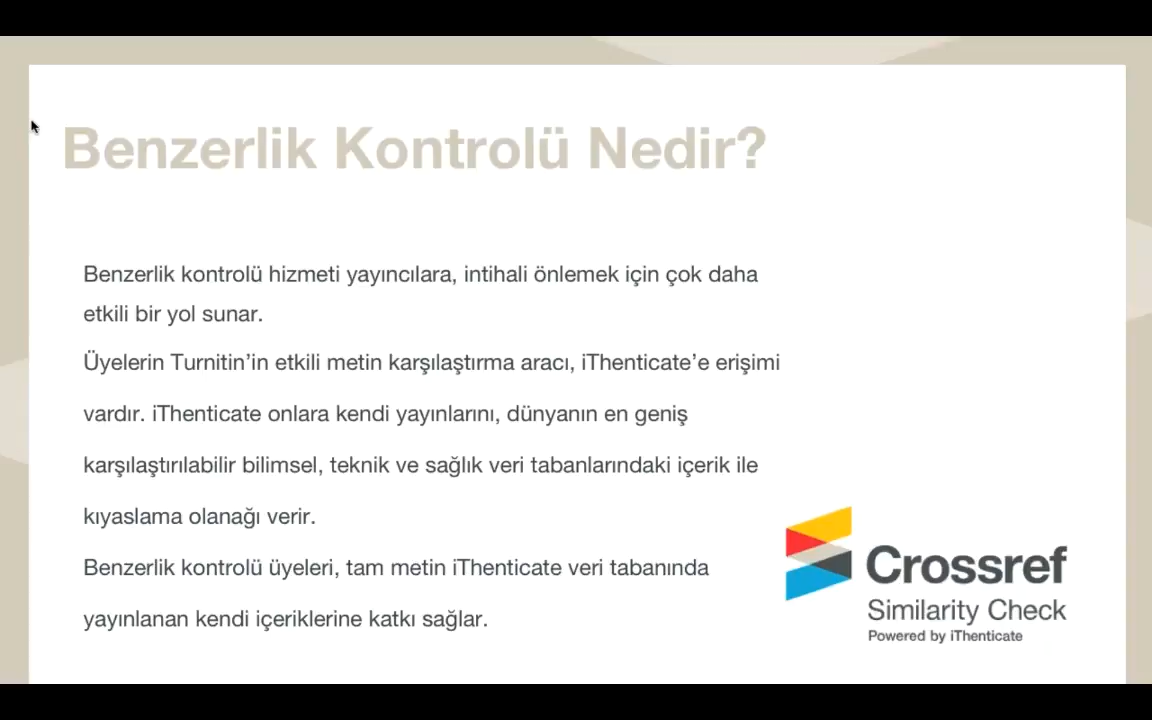 Benzerlik Kontrolü Nedir?
Benzerlik kontrolü hizmeti yayıncılara, intihali önlemek için çok daha
etkili bir yol sunar.
Üyelerin Turnitin’in etkili metin karşılaştırma aracı, iThenticate’e erişimi
vardır. iThenticate onlara kendi yayınlarını, dünyanın en geniş
karşılaştırılabilir bilimsel, teknik ve sağlık veri tabanlarındaki içerik ile
kıyaslama olanağı verir.
Benzerlik kontrolü üyeleri, tam metin iThenticate veri tabanında
yayınlanan kendi içeriklerine katkı sağlar.
Crossref
Similarity Check
Powered by iThenticate